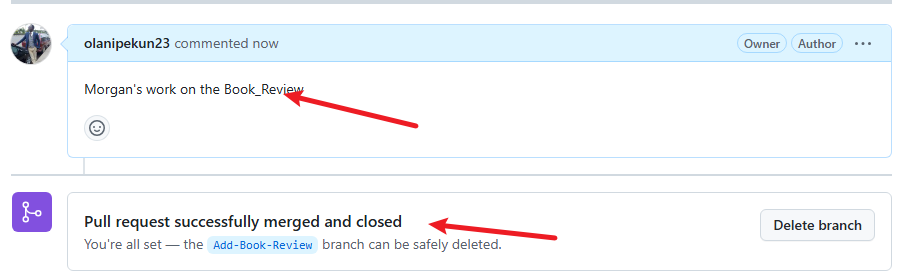 olanipekun23 commented now
Owner
Author
Morgan's work on the Book_Review
Pull request successfully merged and closed
You're all set — the Add-Book-Review branch can be safely deleted.
Delete branch